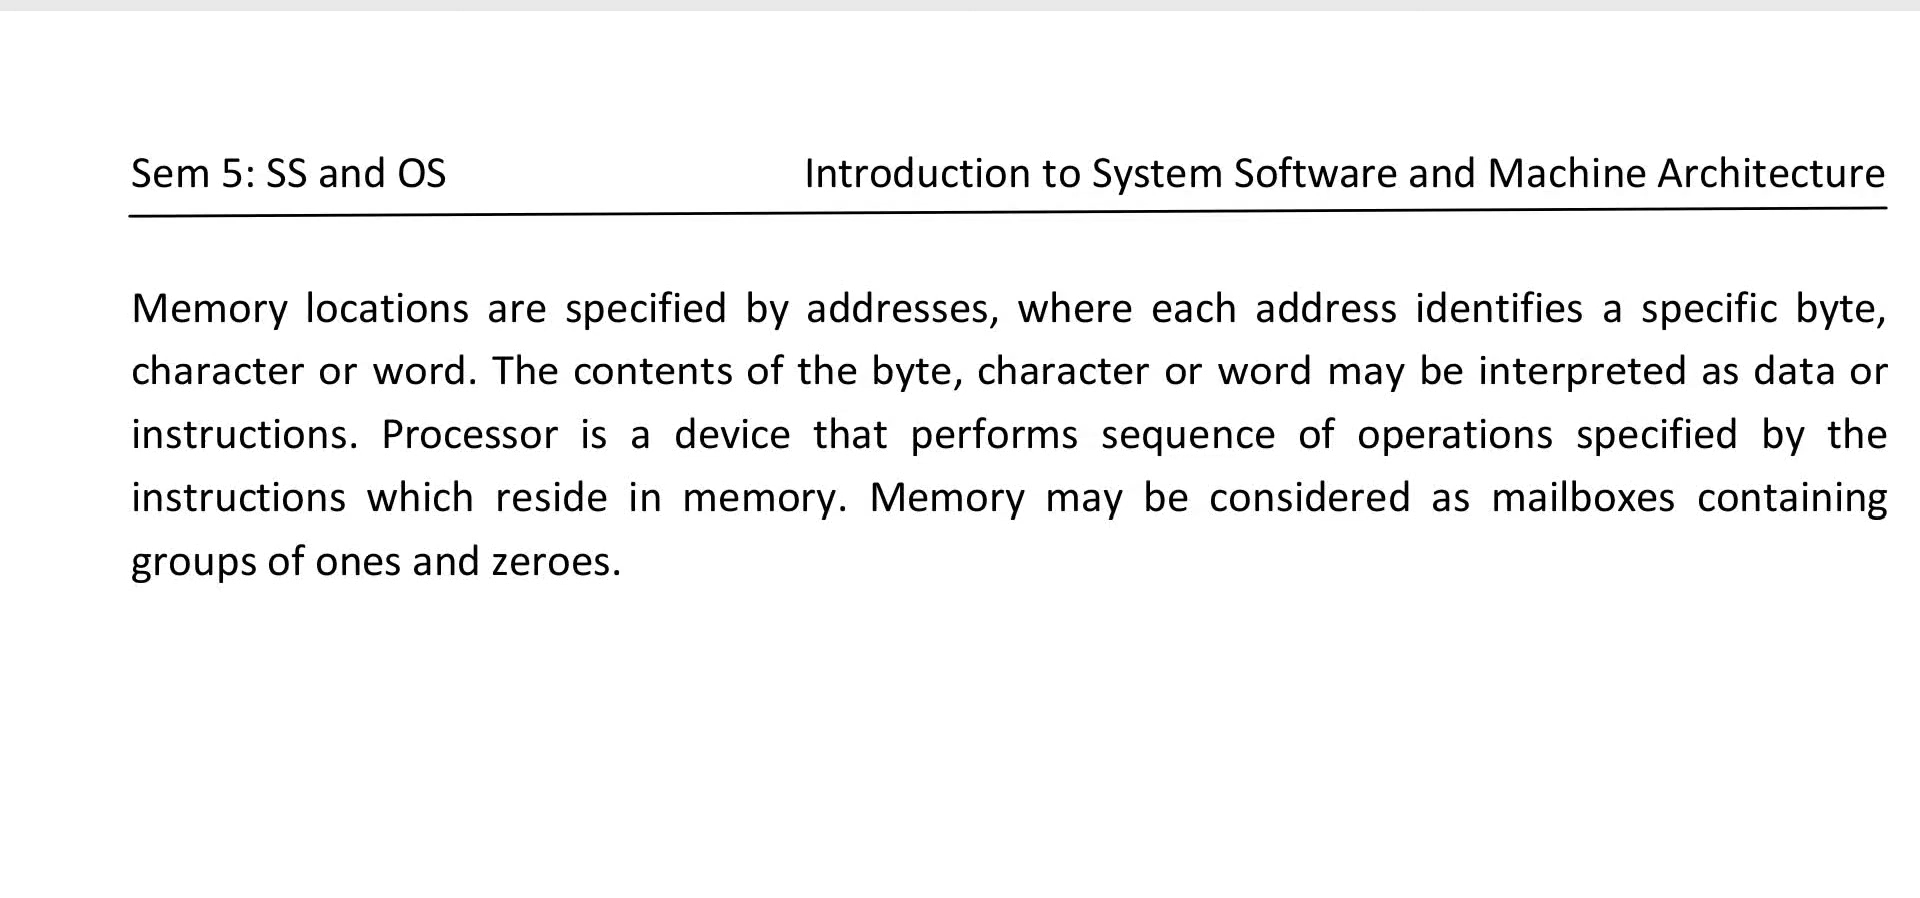 Sem 5: SS and OS Introduction to System Software and Machine Architecture
Memory locations are specified by addresses, where each address identifies a specific byte,
character or word. The contents of the byte, character or word may be interpreted as data or
instructions. Processor is a device that performs sequence of operations specified by the
instructions which reside in memory. Memory may be considered as mailboxes containing
groups of ones and zeroes.